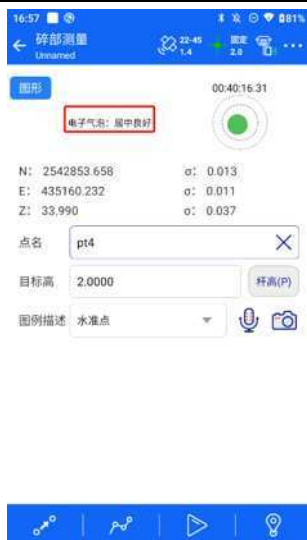 16:57 81%
碎部测量 22-45 固定
Unnamed 1.4 2.0
图形 00:40:16.31
电子气泡：居中良好
N： 2542853.658 σ： 0.013
E： 435160.232 σ： 0.011
Z： 33.990 σ： 0.037
点名 pt4
目标高 2.0000 杆高(P)
图例描述 水准点